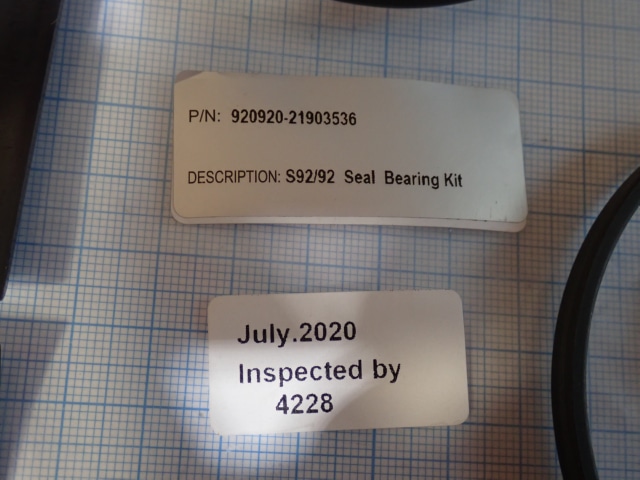 P/N: 920920-21903536
DESCRIPTION: S92/92 Seal Bearing Kit
July.2020
Inspected by
4228